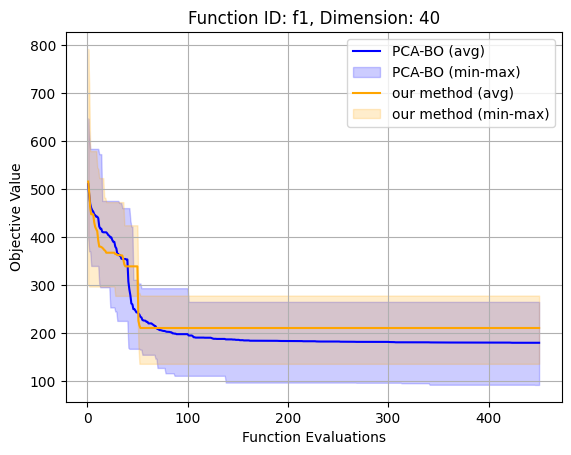 Function ID: f1, Dimension: 40
PCA-BO (avg)
PCA-BO (min-max)
our method (avg)
our method (min-max)
Objective Value
800
700
600
500
400
300
200
100
0
100
200
300
400
Function Evaluations